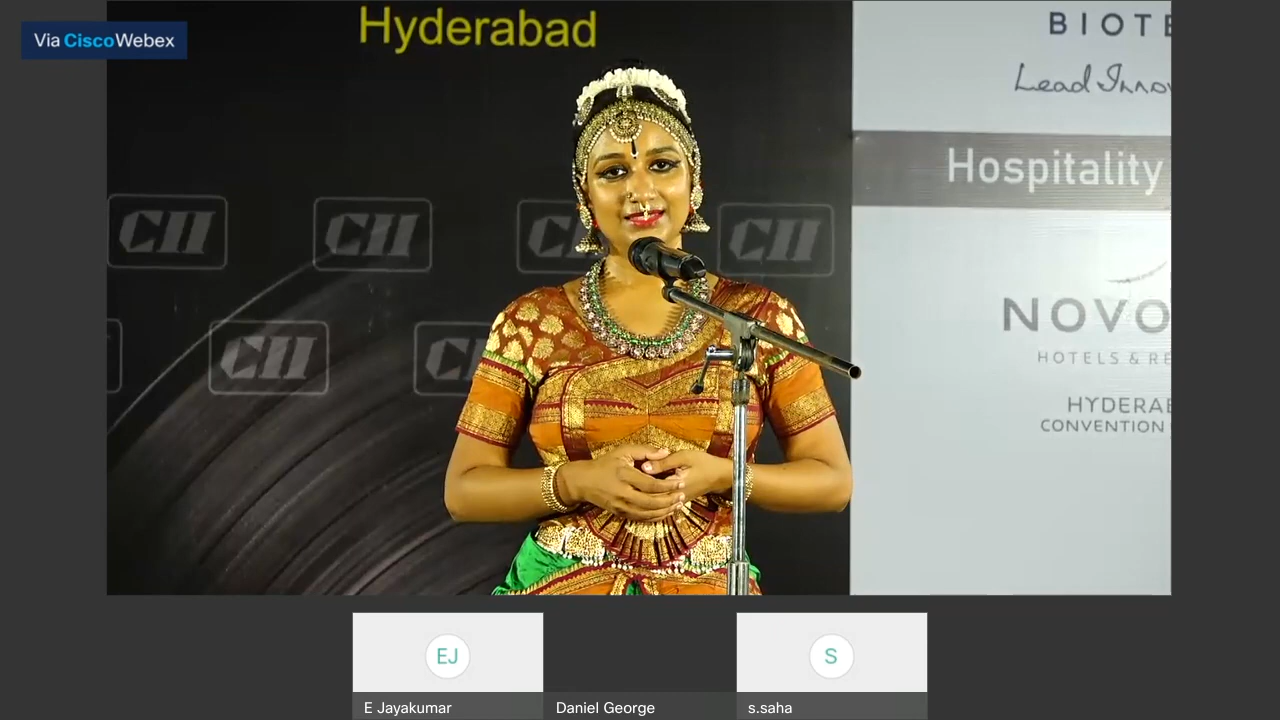 Via CiscoWebex
Hyderabad
BIOTE
Lead Innov
Hospitality
CII
CII
CII
CII
CII
CII
NOVO
HOTELS & RE
HYDERAB
CONVENTION
EJ
S
E Jayakumar
Daniel George
s.saha